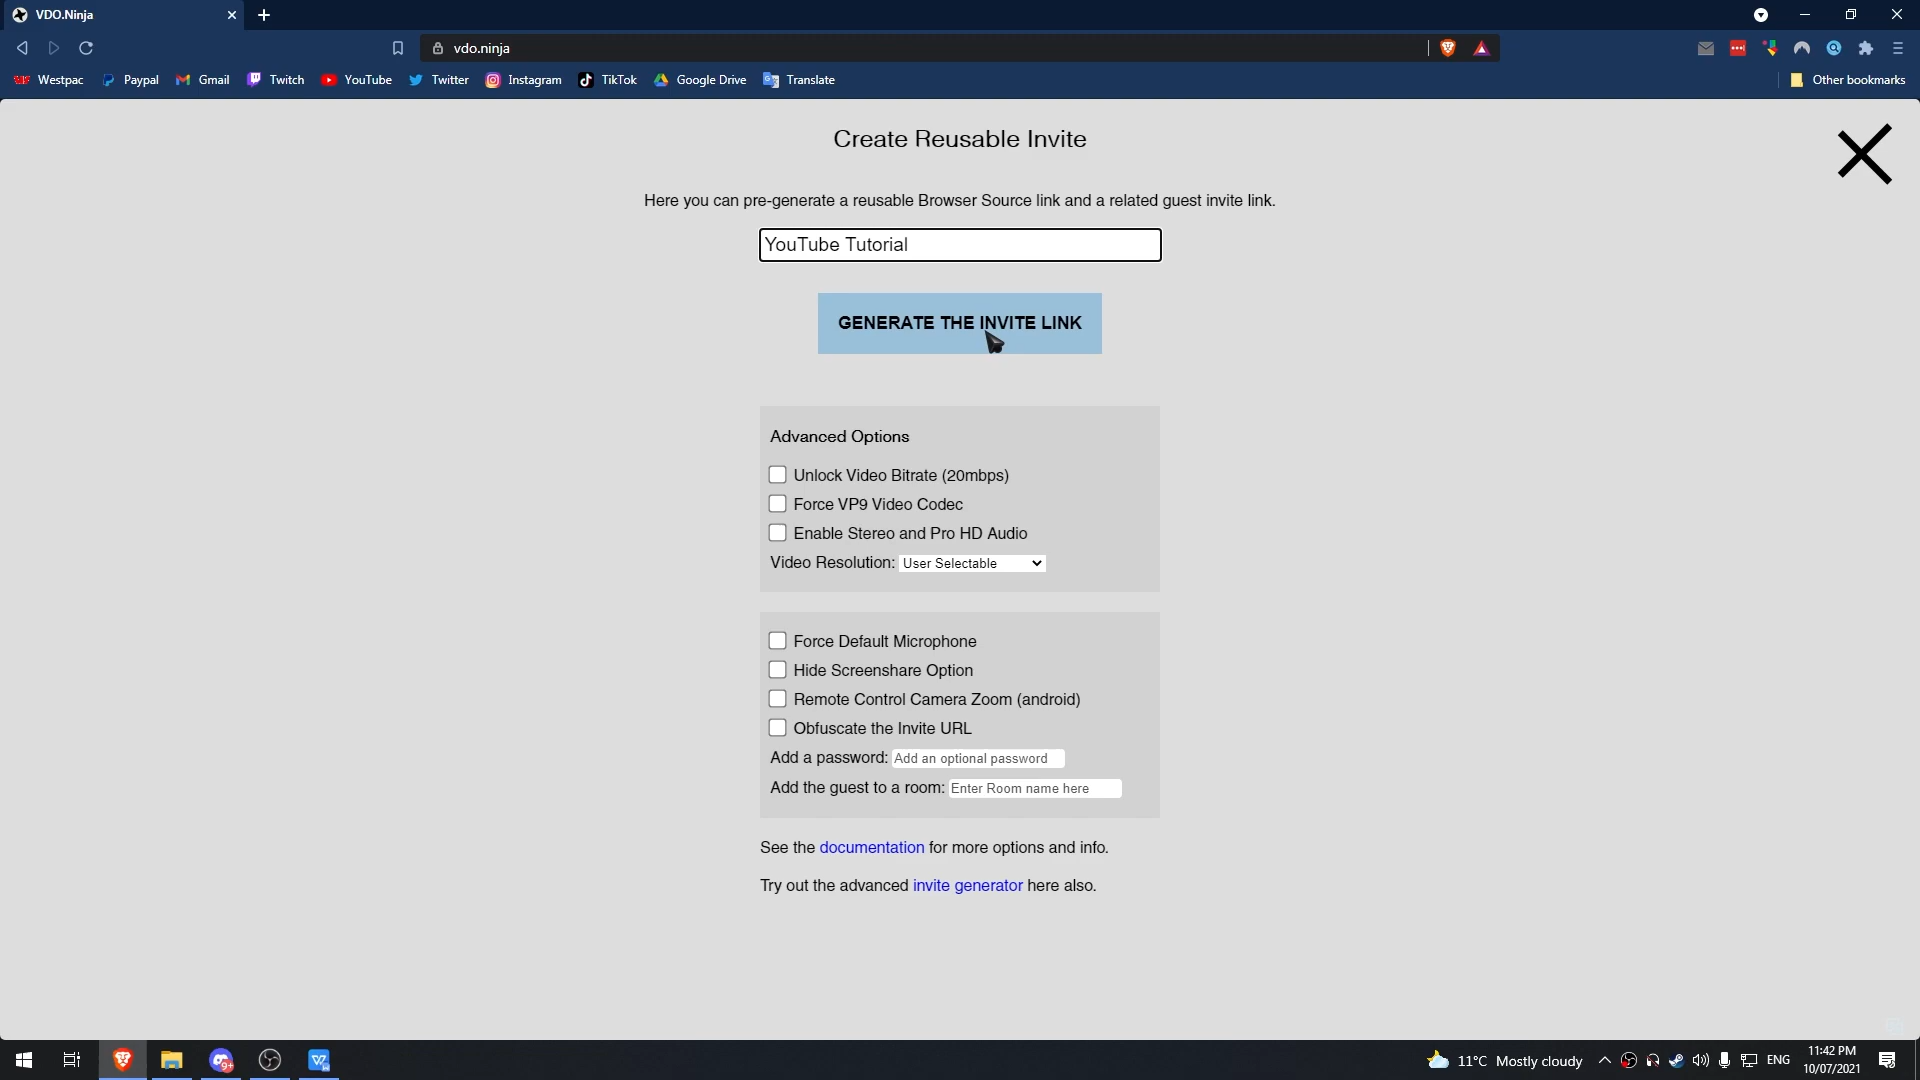 VDO.Ninja
vdo.ninja
Westpac Paypal Gmail Twitch YouTube Twitter Instagram TikTok Google Drive Translate Other bookmarks
Create Reusable Invite
Here you can pre-generate a reusable Browser Source link and a related guest invite link.
YouTube Tutorial
GENERATE THE INVITE LINK
Advanced Options
Unlock Video Bitrate (20mbps)
Force VP9 Video Codec
Enable Stereo and Pro HD Audio
Video Resolution: User Selectable
Force Default Microphone
Hide Screenshare Option
Remote Control Camera Zoom (android)
Obfuscate the Invite URL
Add a password: Add an optional password
Add the guest to a room: Enter Room name here
See the documentation for more options and info.
Try out the advanced invite generator here also.
9+
11°C Mostly cloudy ENG
11:42 PM
10/07/2021